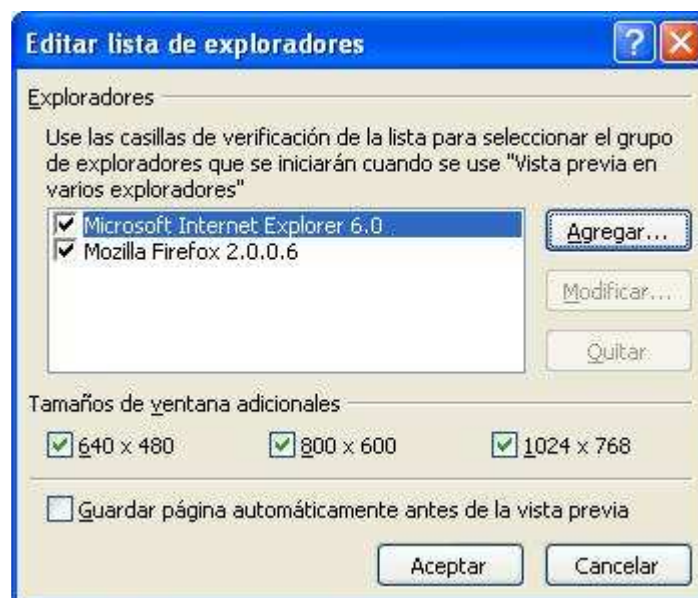 Editar lista de exploradores
Exploradores
Use las casillas de verificación de la lista para seleccionar el grupo
de exploradores que se iniciarán cuando se use "Vista previa en
varios exploradores"
Microsoft Internet Explorer 6.0
Mozilla Firefox 2.0.0.6
Agregar...
Modificar...
Quitar
Tamaños de ventana adicionales
640 x 480
800 x 600
1024 x 768
Guardar página automáticamente antes de la vista previa
Aceptar
Cancelar